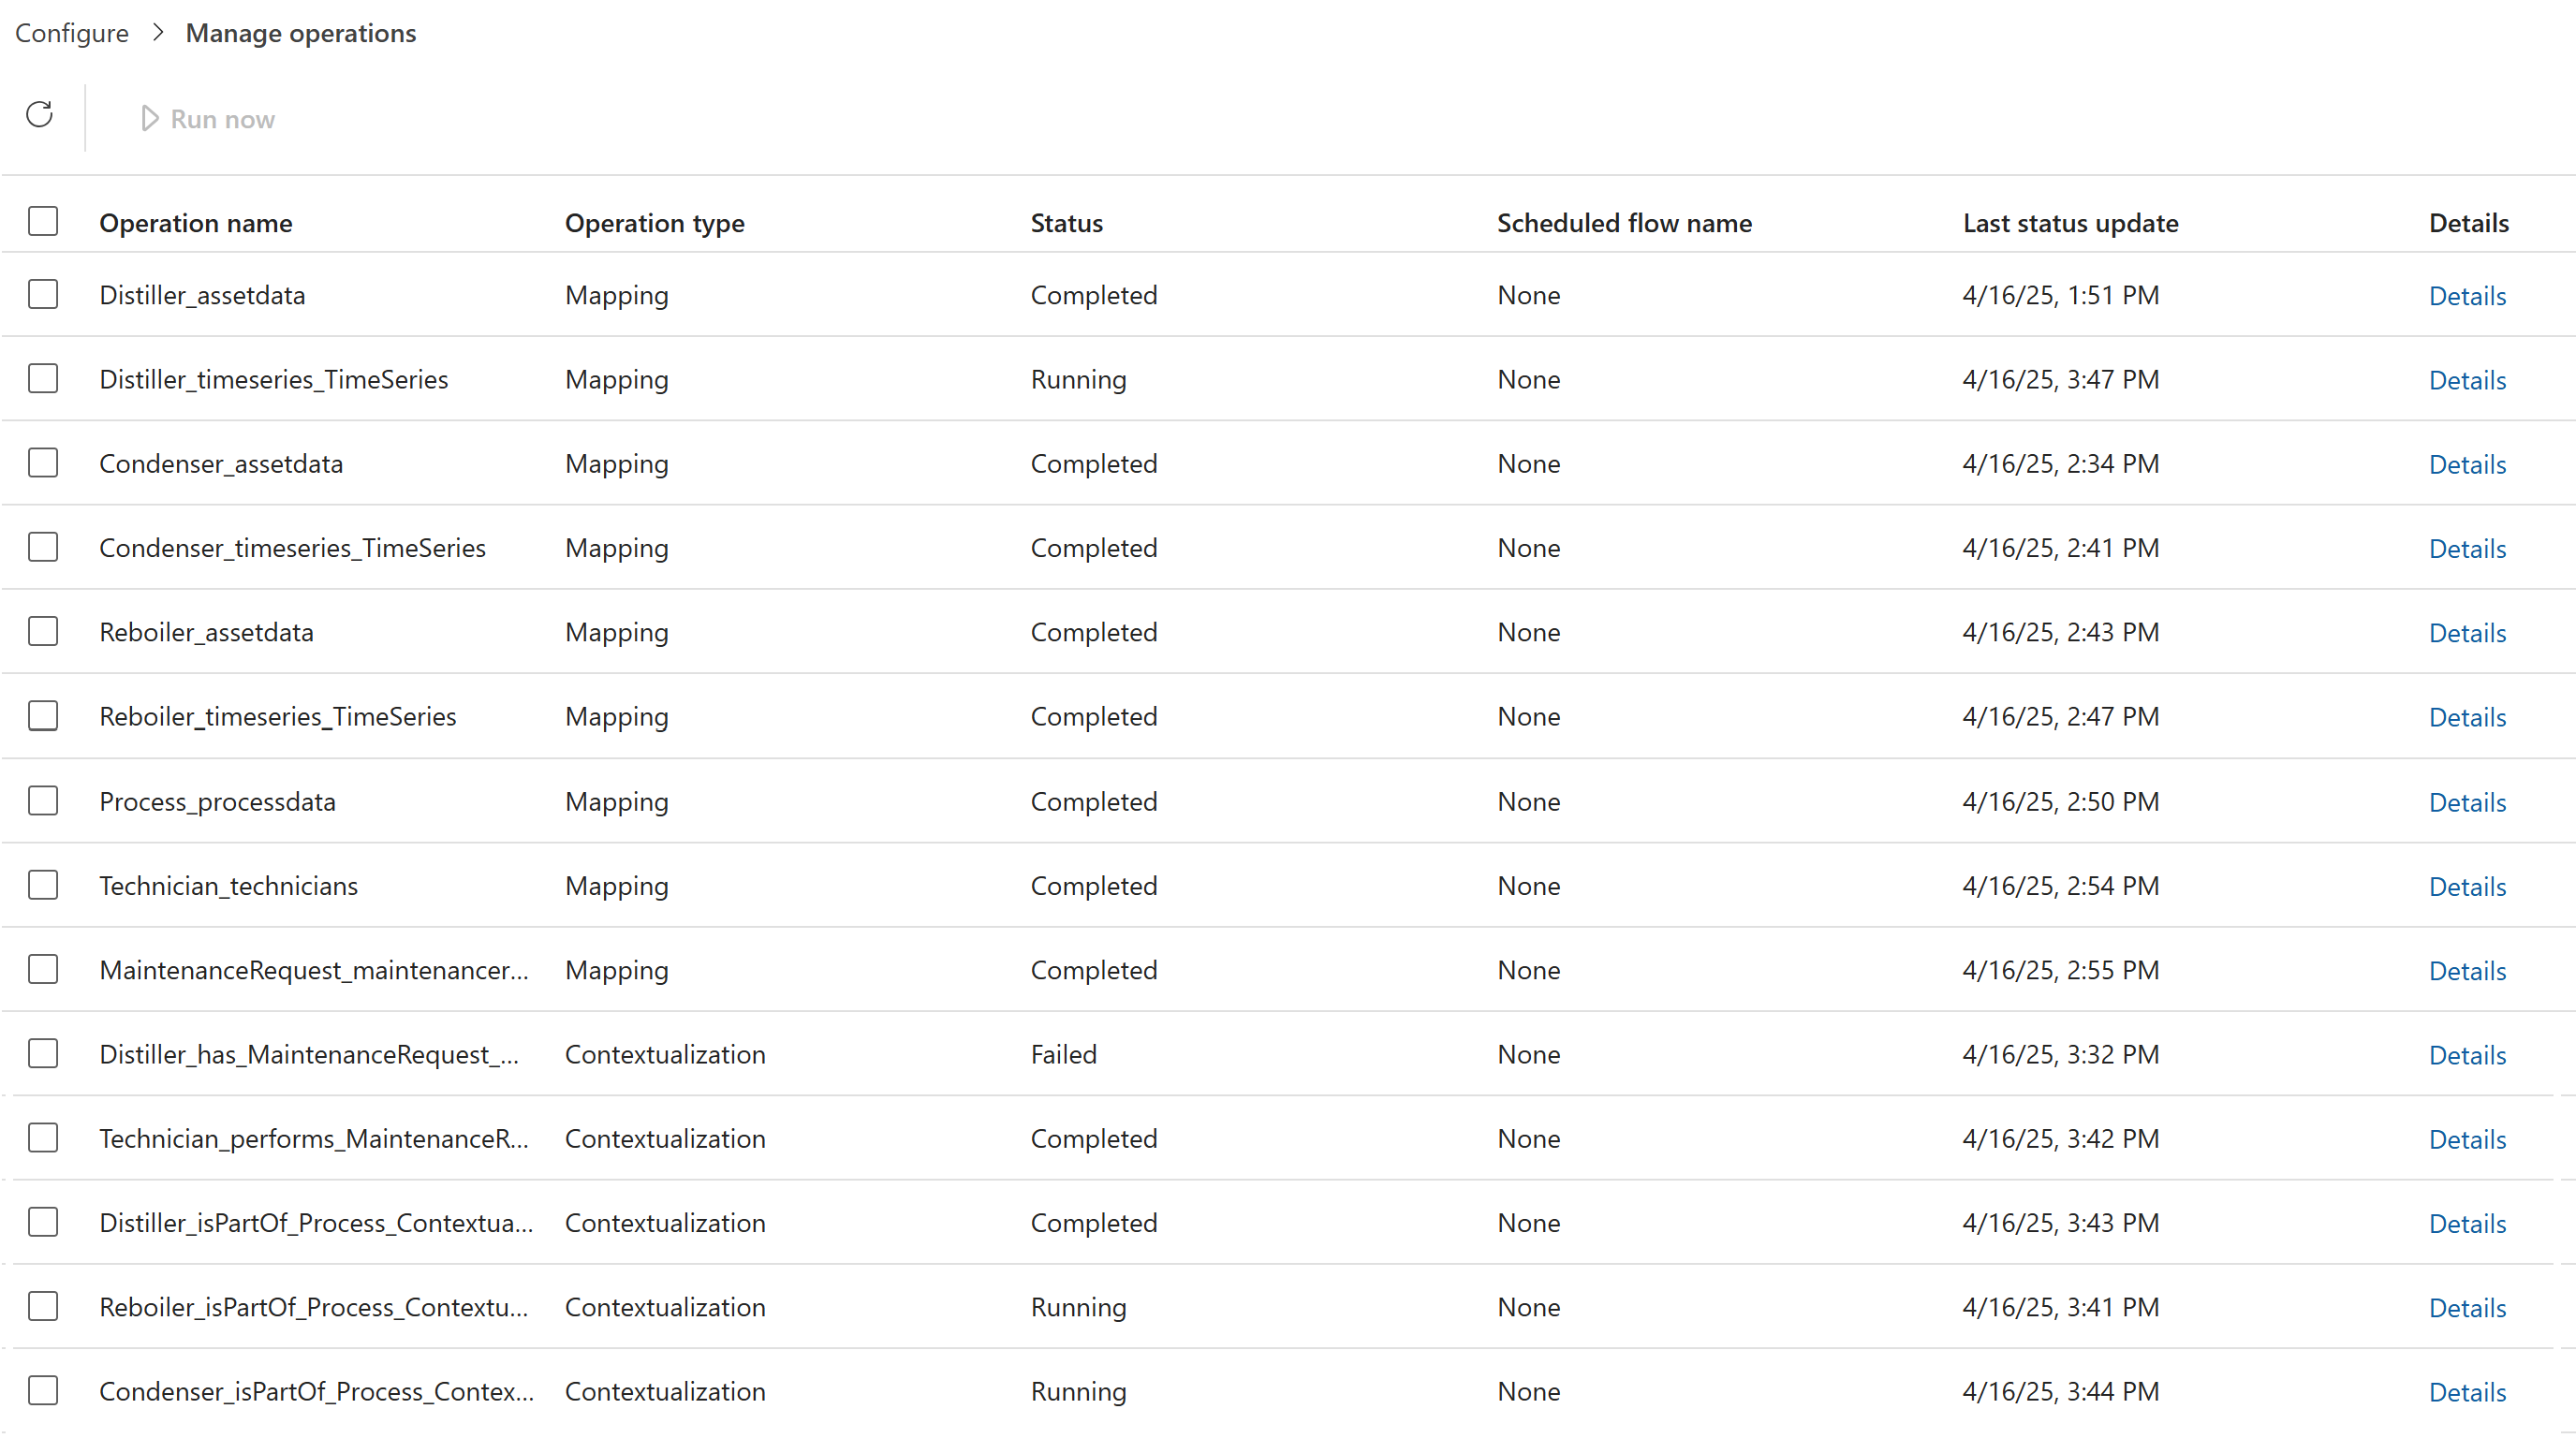 Configure > Manage operations
Run now
Operation name Operation type Status Scheduled flow name Last status update Details
Distiller_assetdata Mapping Completed None 4/16/25, 1:51 PM Details
Distiller_timeseries_TimeSeries Mapping Running None 4/16/25, 3:47 PM Details
Condenser_assetdata Mapping Completed None 4/16/25, 2:34 PM Details
Condenser_timeseries_TimeSeries Mapping Completed None 4/16/25, 2:41 PM Details
Reboiler_assetdata Mapping Completed None 4/16/25, 2:43 PM Details
Reboiler_timeseries_TimeSeries Mapping Completed None 4/16/25, 2:47 PM Details
Process_processdata Mapping Completed None 4/16/25, 2:50 PM Details
Technician_technicians Mapping Completed None 4/16/25, 2:54 PM Details
MaintenanceRequest_maintenancer... Mapping Completed None 4/16/25, 2:55 PM Details
Distiller_has_MaintenanceRequest_... Contextualization Failed None 4/16/25, 3:32 PM Details
Technician_performs_MaintenanceR... Contextualization Completed None 4/16/25, 3:42 PM Details
Distiller_isPartOf_Process_Contextua... Contextualization Completed None 4/16/25, 3:43 PM Details
Reboiler_isPartOf_Process_Contextu... Contextualization Running None 4/16/25, 3:41 PM Details
Condenser_isPartOf_Process_Contex... Contextualization Running None 4/16/25, 3:44 PM Details